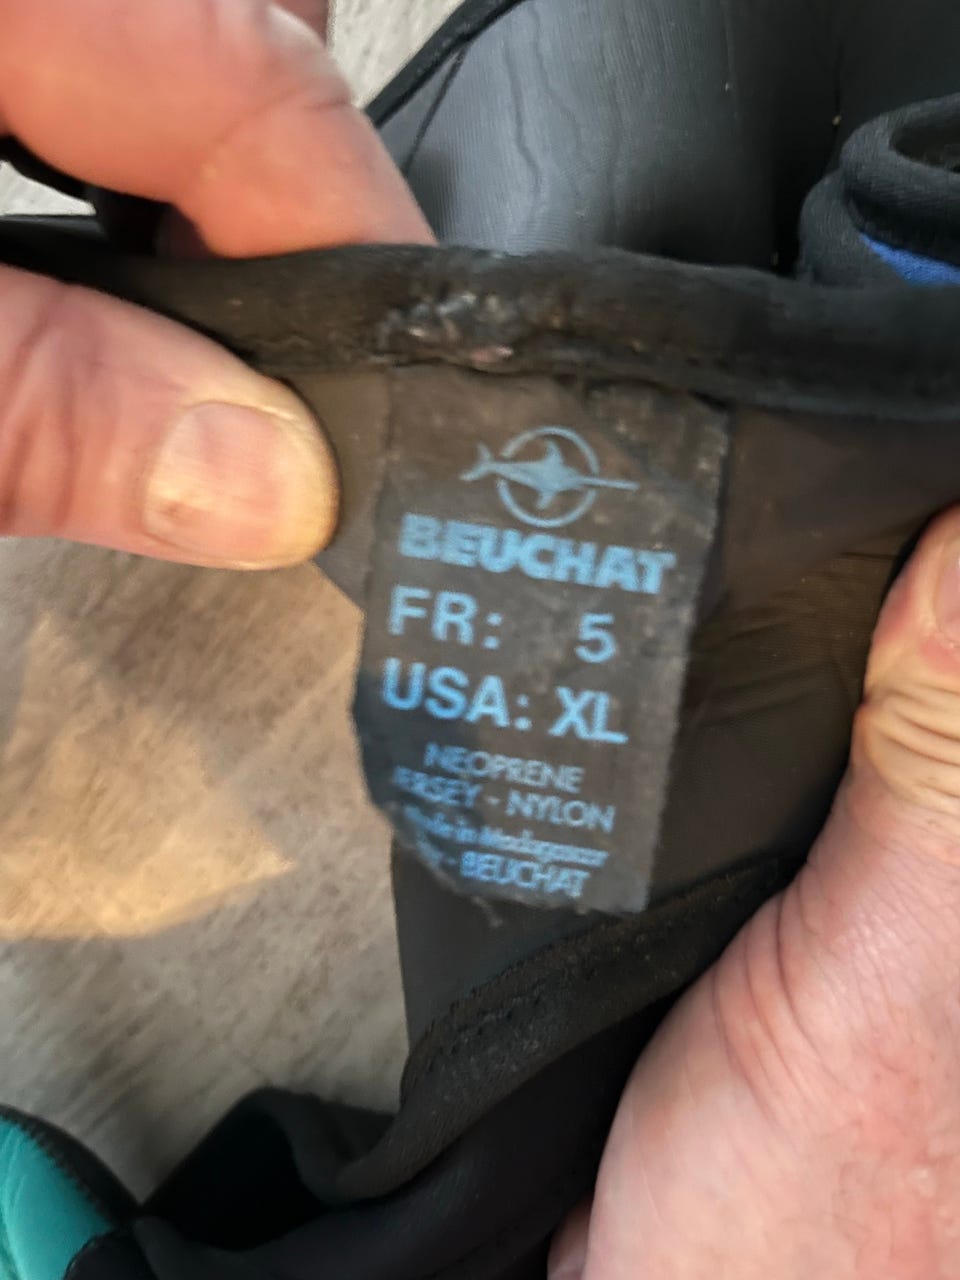 BEUCHAT
FR: 5
USA: XL
NEOPRENE
JERSEY - NYLON
Made in Madagascar
- BEUCHAT